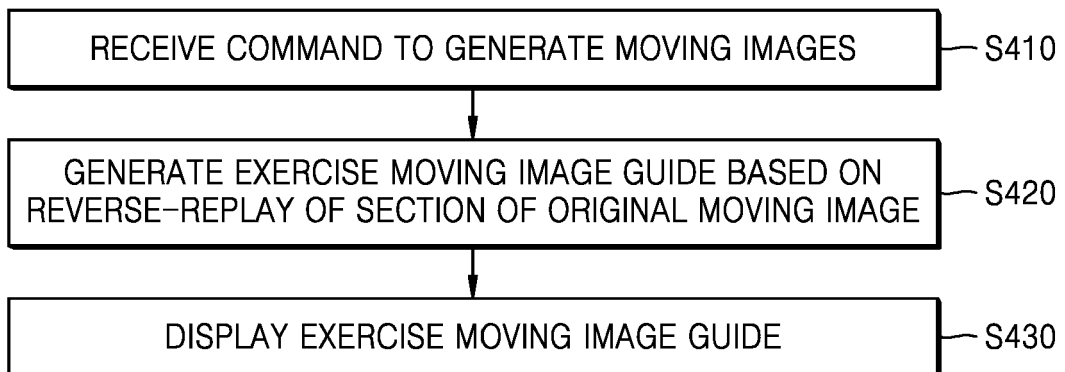 RECEIVE COMMAND TO GENERATE MOVING IMAGES
S410
GENERATE EXERCISE MOVING IMAGE GUIDE BASED ON
REVERSE-REPLAY OF SECTION OF ORIGINAL MOVING IMAGE
S420
DISPLAY EXERCISE MOVING IMAGE GUIDE
S430